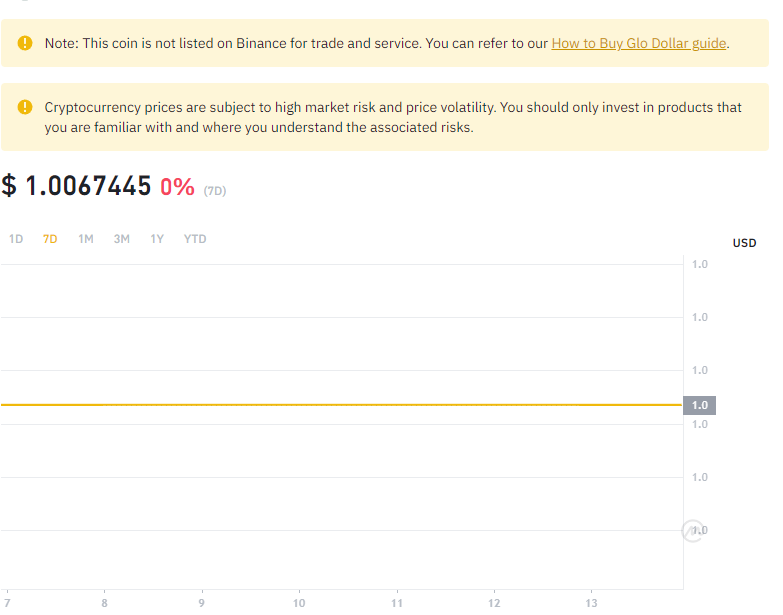 Note: This coin is not listed on Binance for trade and service. You can refer to our How to Buy Glo Dollar guide.
Cryptocurrency prices are subject to high market risk and price volatility. You should only invest in products that
you are familiar with and where you understand the associated risks.
$ 1.0067445 0% (7D)
1D 7D 1M 3M 1Y YTD
USD
1.0
1.0
1.0
1.0
1.0
1.0
1.0
7 8 9 10 11 12 13